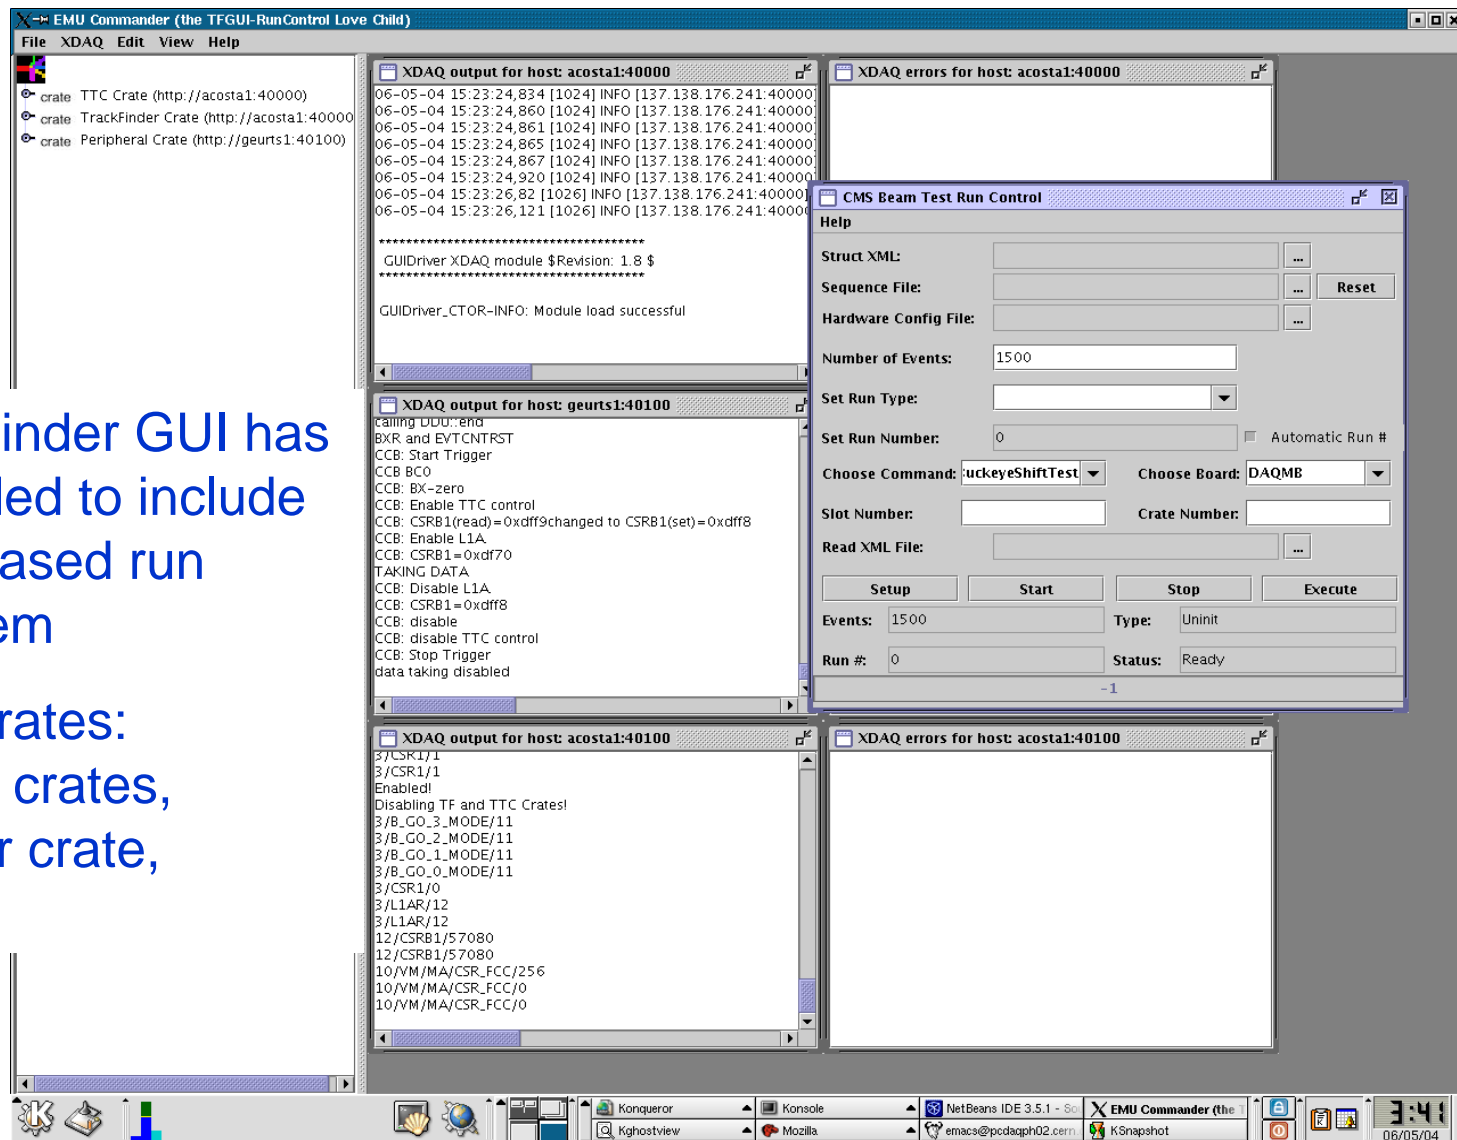 EMU Commander (the TFGUI-RunControl Love Child)
File XDAQ Edit View Help
crate TTC Crate (http://acosta1:40000)
crate TrackFinder Crate (http://acosta1:40000
crate Peripheral Crate (http://geurts1:40100)
XDAQ output for host: acosta1:40000
06-05-04 15:23:24,834 [1024] INFO [137.138.176.241:40000]
06-05-04 15:23:24,860 [1024] INFO [137.138.176.241:40000]
06-05-04 15:23:24,861 [1024] INFO [137.138.176.241:40000]
06-05-04 15:23:24,865 [1024] INFO [137.138.176.241:40000]
06-05-04 15:23:24,867 [1024] INFO [137.138.176.241:40000]
06-05-04 15:23:24,920 [1024] INFO [137.138.176.241:40000]
06-05-04 15:23:26,82 [1026] INFO [137.138.176.241:40000]
06-05-04 15:23:26,121 [1026] INFO [137.138.176.241:40000
***************************************
GUIDriver XDAQ module $Revision: 1.8 $
***************************************
GUIDriver_CTOR-INFO: Module load successful
XDAQ errors for host: acosta1:40000
CMS Beam Test Run Control
Help
Struct XML: ...
Sequence File: ... Reset
Hardware Config File: ...
Number of Events: 1500
Set Run Type:
Set Run Number: 0 Automatic Run #
Choose Command: uckeyeShiftTest Choose Board: DAQMB
Slot Number: Crate Number:
Read XML File: ...
Setup Start Stop Execute
Events: 1500 Type: Uninit
Run #: 0 Status: Ready
-1
inder GUI has
led to include
ased run
em
rates:
crates,
r crate,
XDAQ output for host: geurts1:40100
calling DDU::end
BXR and EVTCNTRST
CCB: Start Trigger
CCB BC0
CCB: BX-zero
CCB: Enable TTC control
CCB: CSRB1(read)=0xdff9changed to CSRB1(set)=0xdff8
CCB: Enable L1A
CCB: CSRB1=0xdf70
TAKING DATA
CCB: Disable L1A
CCB: CSRB1=0xdff8
CCB: disable
CCB: disable TTC control
CCB: Stop Trigger
data taking disabled
XDAQ output for host: acosta1:40100
3/CSR1/1
3/CSR1/1
Enabled!
Disabling TF and TTC Crates!
3/B_GO_3_MODE/11
3/B_GO_2_MODE/11
3/B_GO_1_MODE/11
3/B_GO_0_MODE/11
3/CSR1/0
3/L1AR/12
3/L1AR/12
12/CSRB1/57080
12/CSRB1/57080
10/VM/MA/CSR_FCC/256
10/VM/MA/CSR_FCC/0
10/VM/MA/CSR_FCC/0
XDAQ errors for host: acosta1:40100
Konqueror Konsole NetBeans IDE 3.5.1 - So EMU Commander (the T
Kghostview Mozilla emacs@pcdaqph02.cern. KSnapshot
3:41
06/05/04